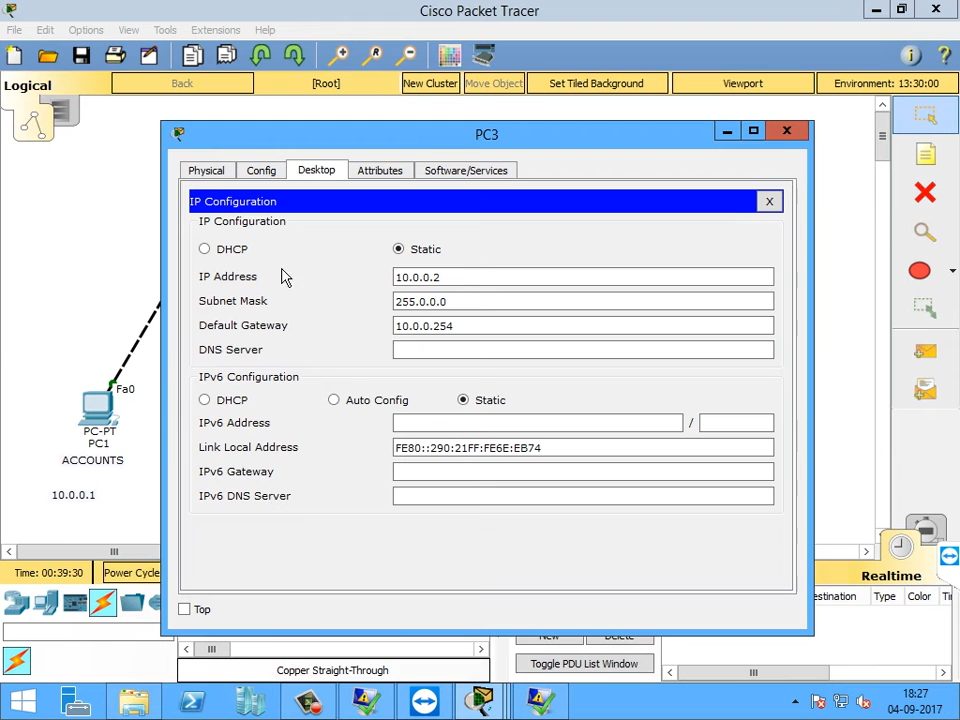 Cisco Packet Tracer
File Edit Options View Tools Extensions Help
Logical Back [Root] New Cluster Move Object Set Tiled Background Viewport Environment: 13:30:00
PC3
Physical Config Desktop Attributes Software/Services
IP Configuration X
IP Configuration
DHCP Static
IP Address 10.0.0.2
Subnet Mask 255.0.0.0
Default Gateway 10.0.0.254
DNS Server
IPv6 Configuration
DHCP Auto Config Static
IPv6 Address /
Link Local Address FE80::290:21FF:FE6E:EB74
IPv6 Gateway
IPv6 DNS Server
Top
Fa0
PC-PT
PC1
ACCOUNTS
10.0.0.1
Time: 00:39:30 Power Cycle
Realtime
estination Type Color
New Delete
Toggle PDU List Window
Copper Straight-Through
18:27
04-09-2017